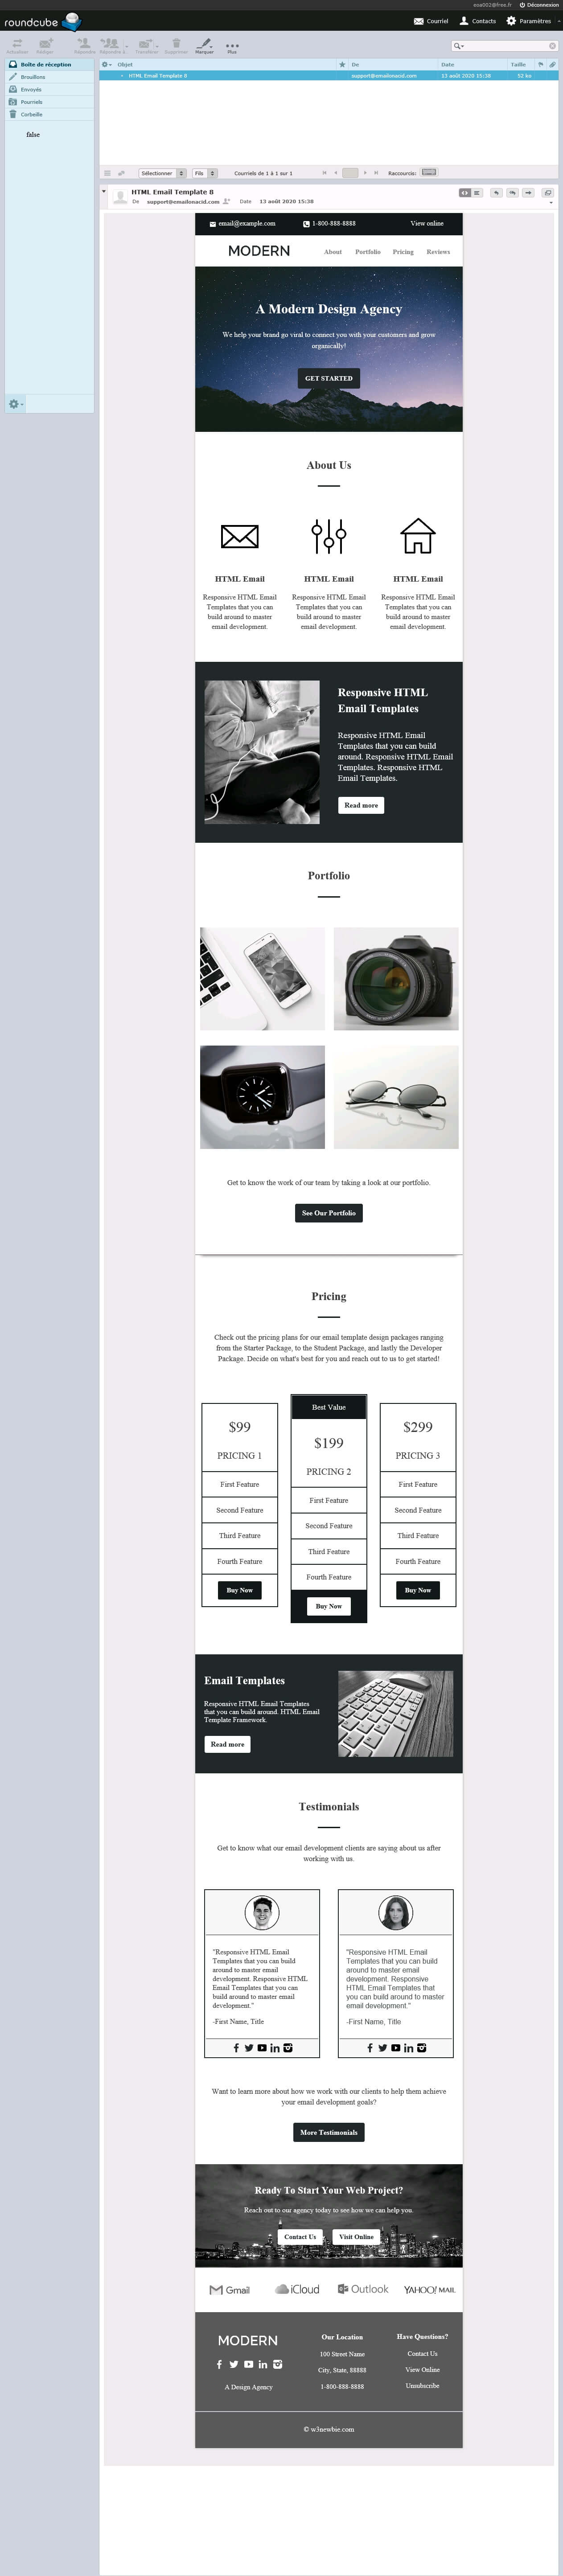 eoa002@free.fr Déconnexion
roundcube
Courriel Contacts Paramètres
Actualiser Rédiger Répondre Répondre à... Transférer Supprimer Marquer Plus
Boîte de réception
Brouillons
Envoyés
Pourriels
Corbeille
false
Objet De Date Taille
HTML Email Template 8 support@emailonacid.com 13 août 2020 15:38 52 ko
Sélectionner Fils Courriels de 1 à 1 sur 1 Raccourcis:
HTML Email Template 8
De support@emailonacid.com Date 13 août 2020 15:38
email@example.com 1-800-888-8888 View online
MODERN About Portfolio Pricing Reviews
A Modern Design Agency
We help your brand go viral to connect you with your customers and grow
organically!
GET STARTED
About Us
HTML Email HTML Email HTML Email
Responsive HTML Email Responsive HTML Email Responsive HTML Email
Templates that you can Templates that you can Templates that you can
build around to master build around to master build around to master
email development. email development. email development.
Responsive HTML
Email Templates
Responsive HTML Email
Templates that you can build
around. Responsive HTML Email
Templates. Responsive HTML
Email Templates.
Read more
Portfolio
Get to know the work of our team by taking a look at our portfolio.
See Our Portfolio
Pricing
Check out the pricing plans for our email template design packages ranging
from the Starter Package, to the Student Package, and lastly the Developer
Package. Decide on what's best for you and reach out to us to get started!
$99
PRICING 1
First Feature
Second Feature
Third Feature
Fourth Feature
Buy Now
Best Value
$199
PRICING 2
First Feature
Second Feature
Third Feature
Fourth Feature
Buy Now
$299
PRICING 3
First Feature
Second Feature
Third Feature
Fourth Feature
Buy Now
Email Templates
Responsive HTML Email Templates
that you can build around. HTML Email
Template Framework.
Read more
Testimonials
Get to know what our email development clients are saying about us after
working with us.
"Responsive HTML Email
Templates that you can build
around to master email
development. Responsive HTML
Email Templates that you can
build around to master email
development."
-First Name, Title
"Responsive HTML Email
Templates that you can build
around to master email
development. Responsive
HTML Email Templates that
you can build around to master
email development."
-First Name, Title
Want to learn more about how we work with our clients to help them achieve
your email development goals?
More Testimonials
Ready To Start Your Web Project?
Reach out to our agency today to see how we can help you.
Contact Us Visit Online
Gmail iCloud Outlook YAHOO! MAIL
MODERN
A Design Agency
Our Location
100 Street Name
City, State, 88888
1-800-888-8888
Have Questions?
Contact Us
View Online
Unsubscribe
© w3newbie.com